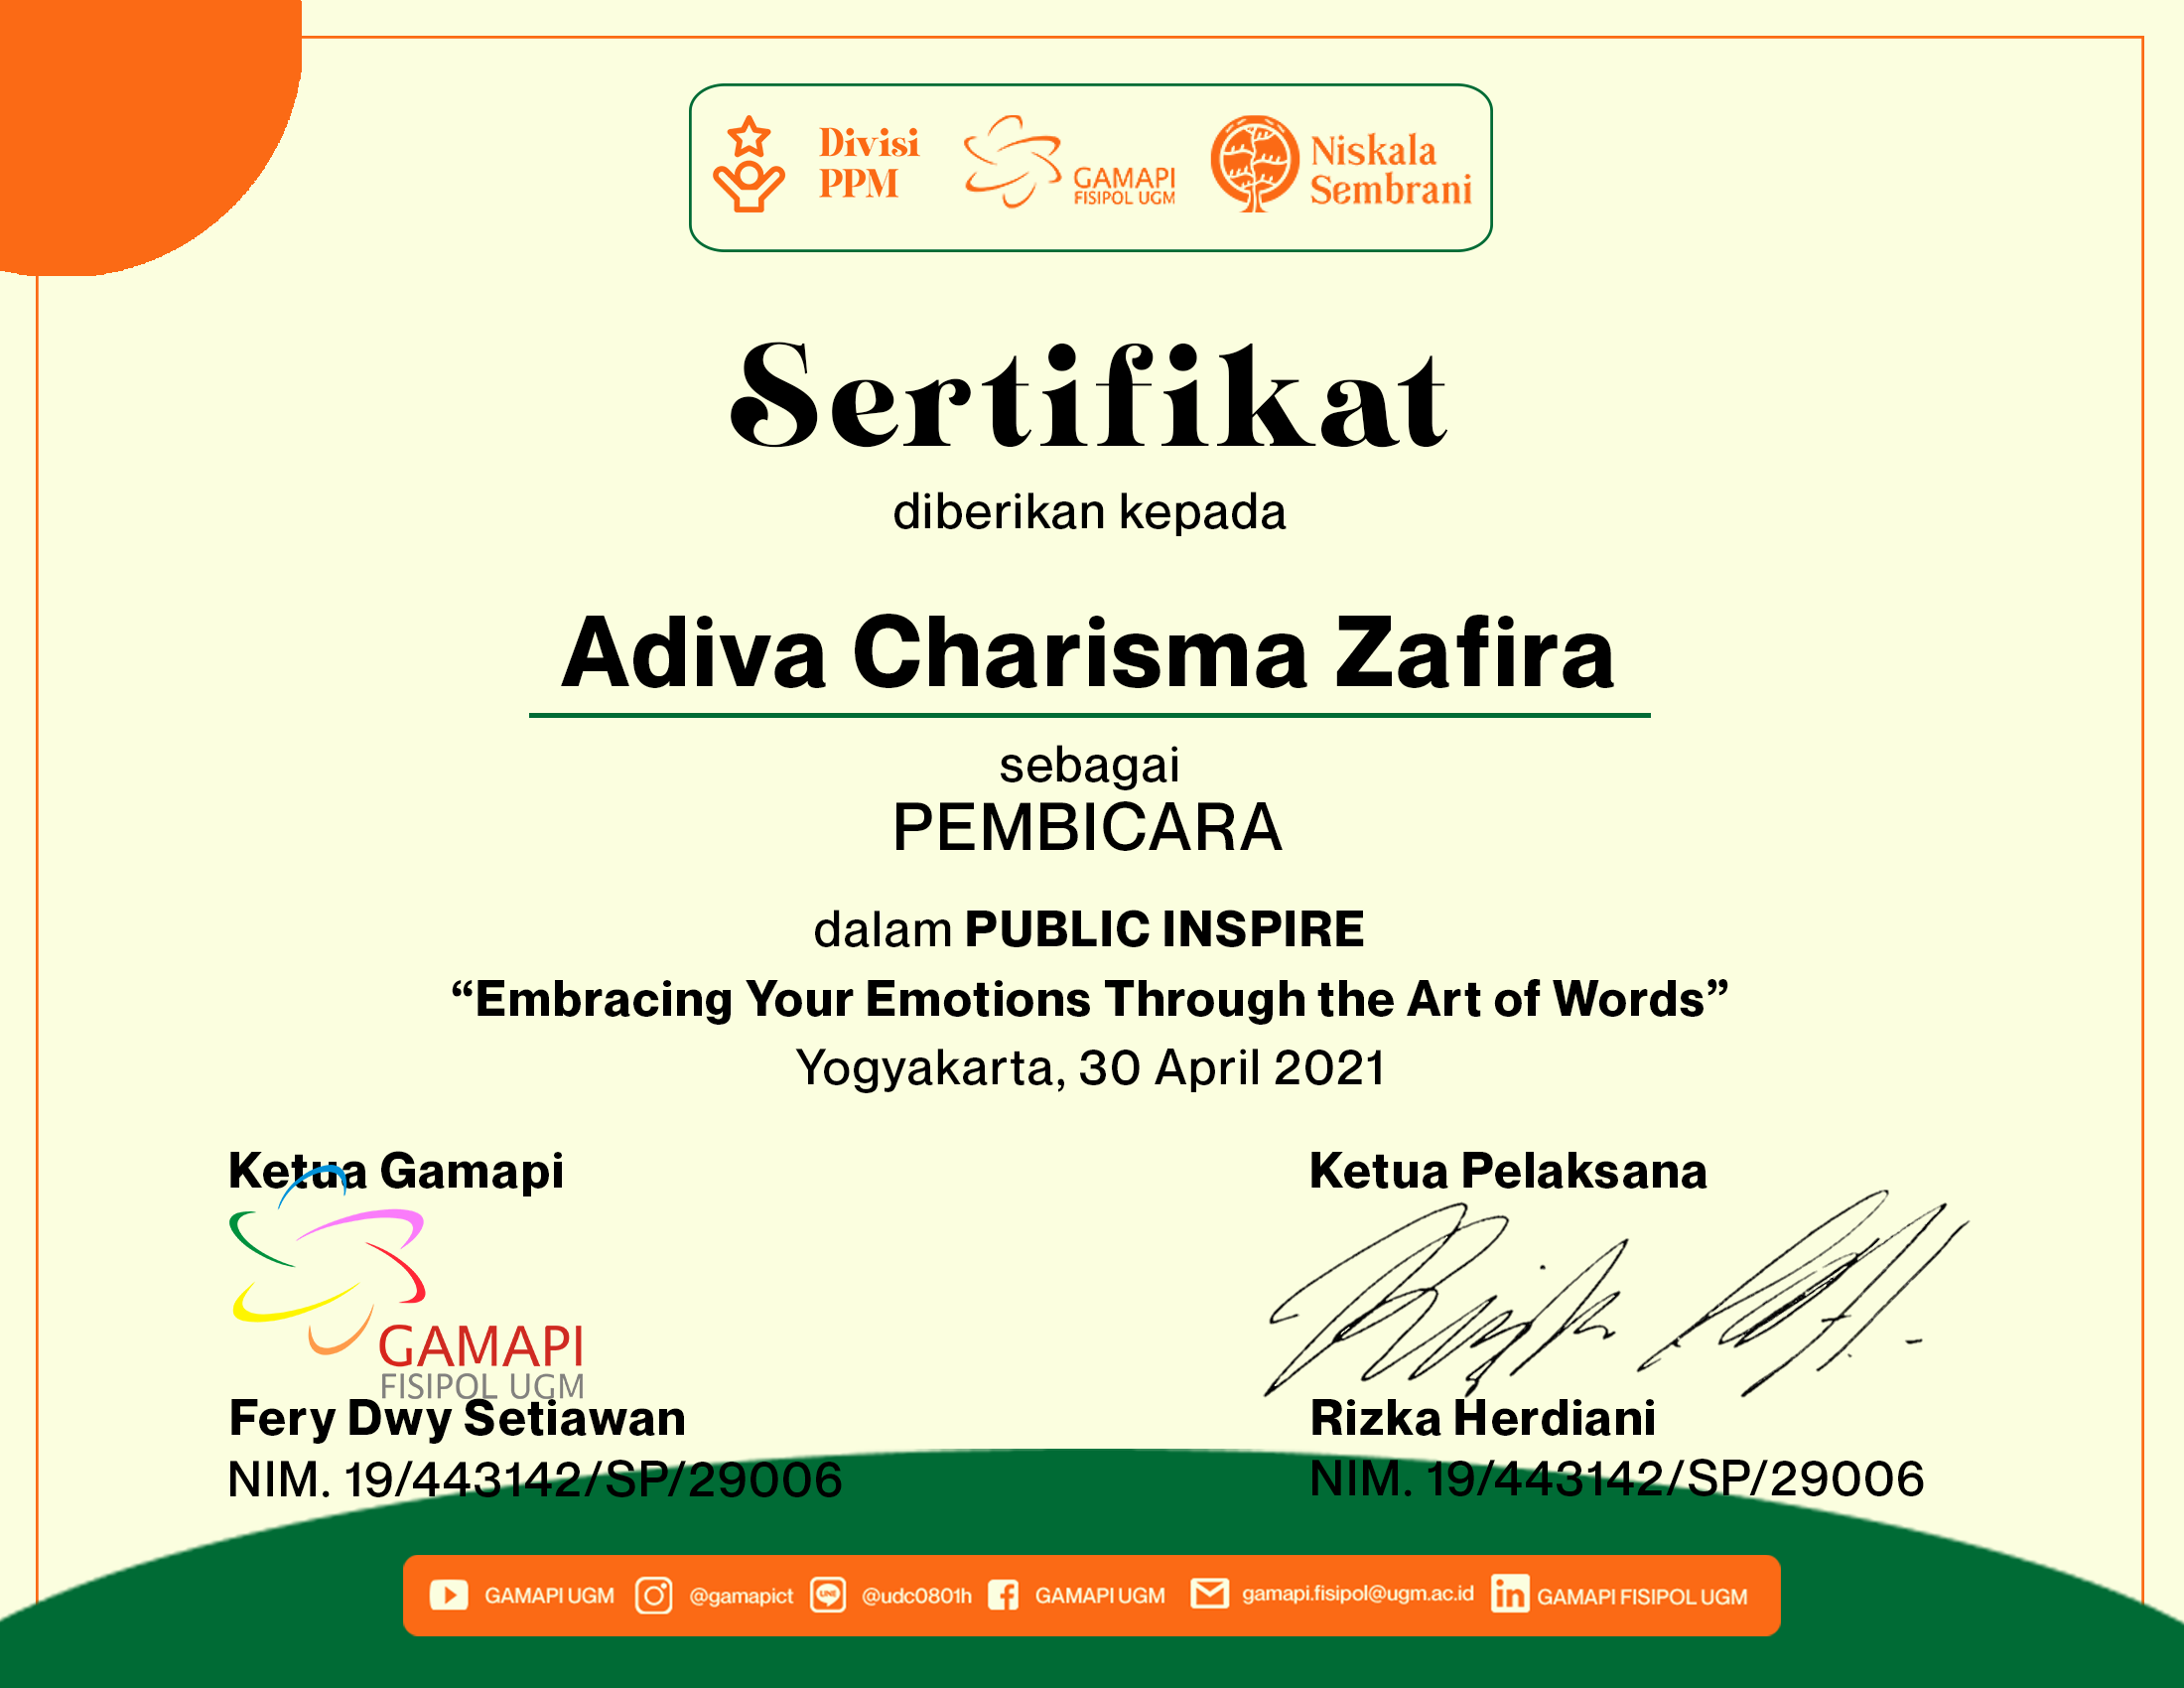 Divisi
PPM
GAMAPI
FISIPOL UGM
Niskala
Sembrani
Sertifikat
diberikan kepada
Adiva Charisma Zafira
sebagai
PEMBICARA
dalam PUBLIC INSPIRE
“Embracing Your Emotions Through the Art of Words”
Yogyakarta, 30 April 2021
Ketua Gamapi
GAMAPI
FISIPOL UGM
Fery Dwy Setiawan
NIM. 19/443142/SP/29006
Ketua Pelaksana
Rizka Herdiani
NIM. 19/443142/SP/29006
GAMAPI UGM @gamapict LINE @udc0801h GAMAPI UGM gamapi.fisipol@ugm.ac.id GAMAPI FISIPOL UGM